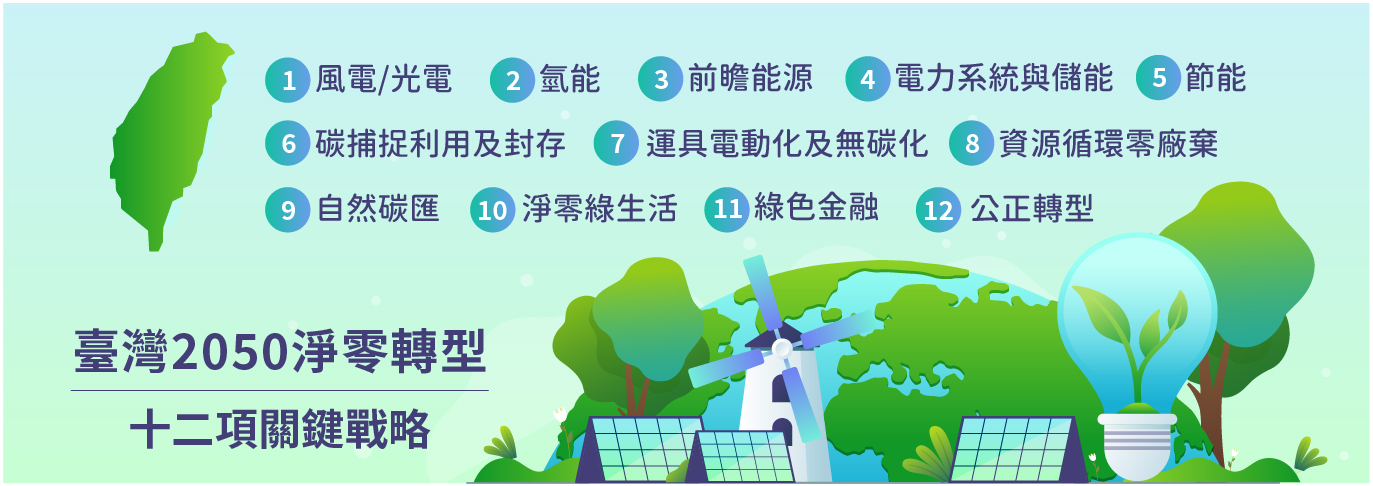 1 風電/光電 2 氫能 3 前瞻能源 4 電力系統與儲能 5 節能
6 碳捕捉利用及封存 7 運具電動化及無碳化 8 資源循環零廠棄
9 自然碳匯 10 淨零綠生活 11 綠色金融 12 公正轉型
臺灣2050淨零轉型
十二項關鍵戰略